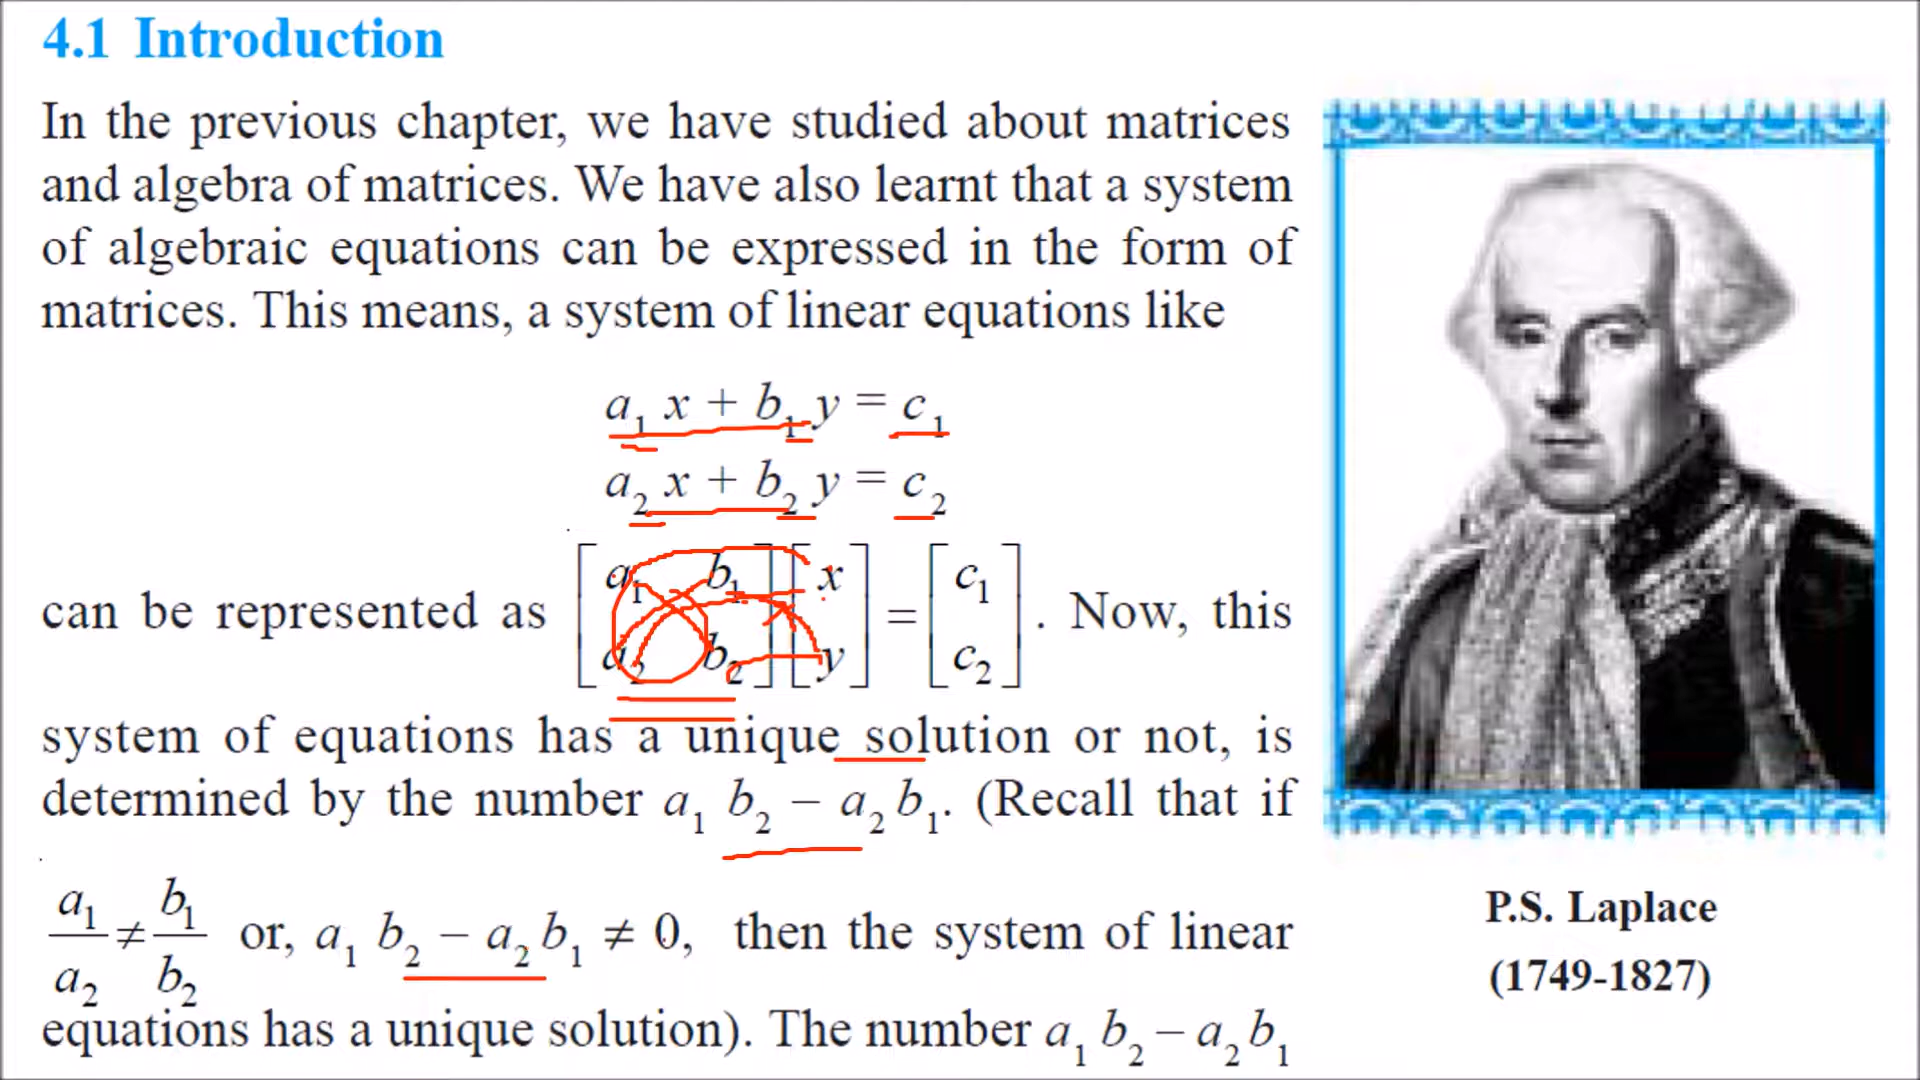 4.1 Introduction
In the previous chapter, we have studied about matrices
and algebra of matrices. We have also learnt that a system
of algebraic equations can be expressed in the form of
matrices. This means, a system of linear equations like
a₁ x + b₁ y = c₁
a₂ x + b₂ y = c₂
can be represented as [a₁ b₁; a₂ b₂] [x; y] = [c₁; c₂]. Now, this
system of equations has a unique solution or not, is
determined by the number a₁ b₂ – a₂ b₁. (Recall that if
a₁/a₂ ≠ b₁/b₂ or, a₁ b₂ – a₂ b₁ ≠ 0, then the system of linear
equations has a unique solution). The number a₁ b₂ – a₂ b₁
P.S. Laplace
(1749-1827)